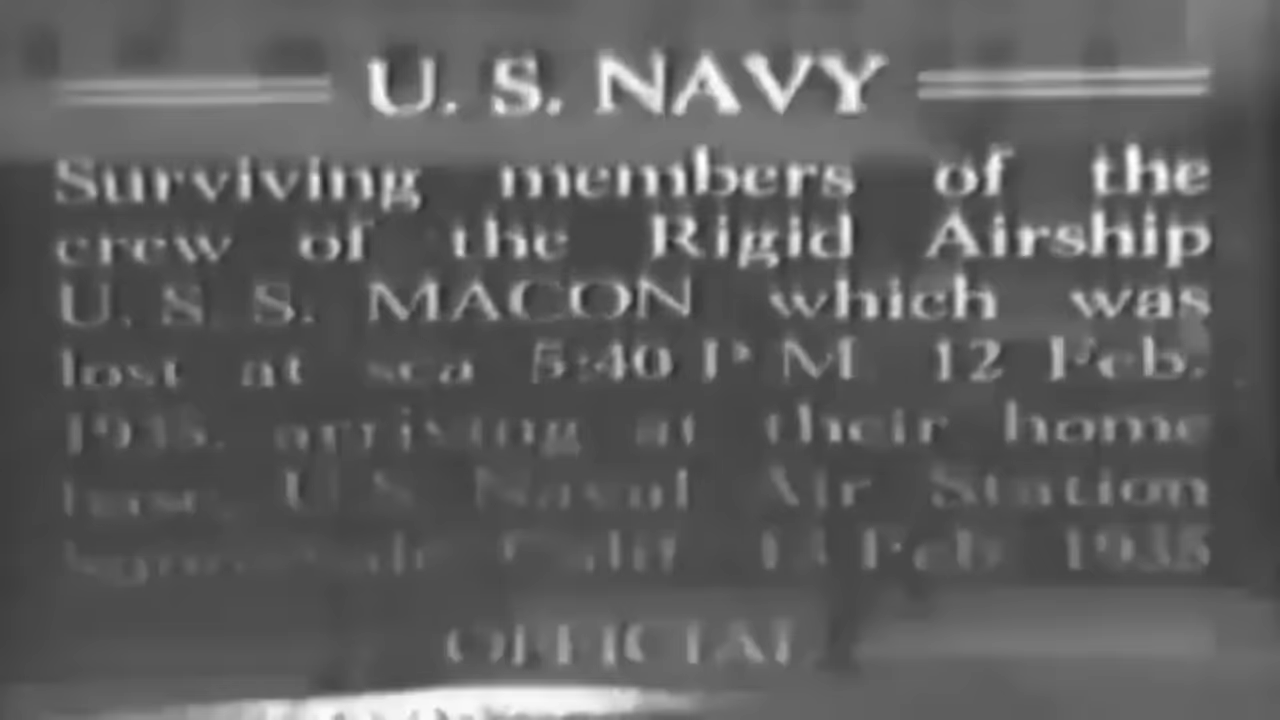 U. S. NAVY
Surviving members of the
crew of the Rigid Airship
U. S. S. MACON which was
lost at sea 5:40 P. M. 12 Feb.
1935, arriving at their home
base, U. S. Naval Air Station
Sunnyvale Calif. 13 Feb. 1935
OFFICIAL